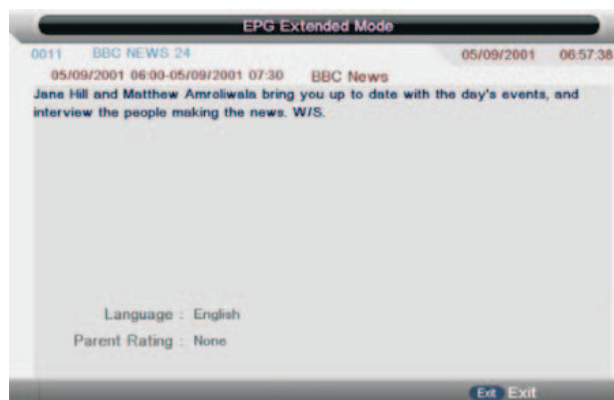 EPG Extended Mode
0011 BBC NEWS 24 05/09/2001 06:57:38
05/09/2001 06:00-05/09/2001 07:30 BBC News
Jane Hill and Matthew Amroliwala bring you up to date with the day's events, and
interview the people making the news. W/S.
Language : English
Parent Rating : None
Exit Exit